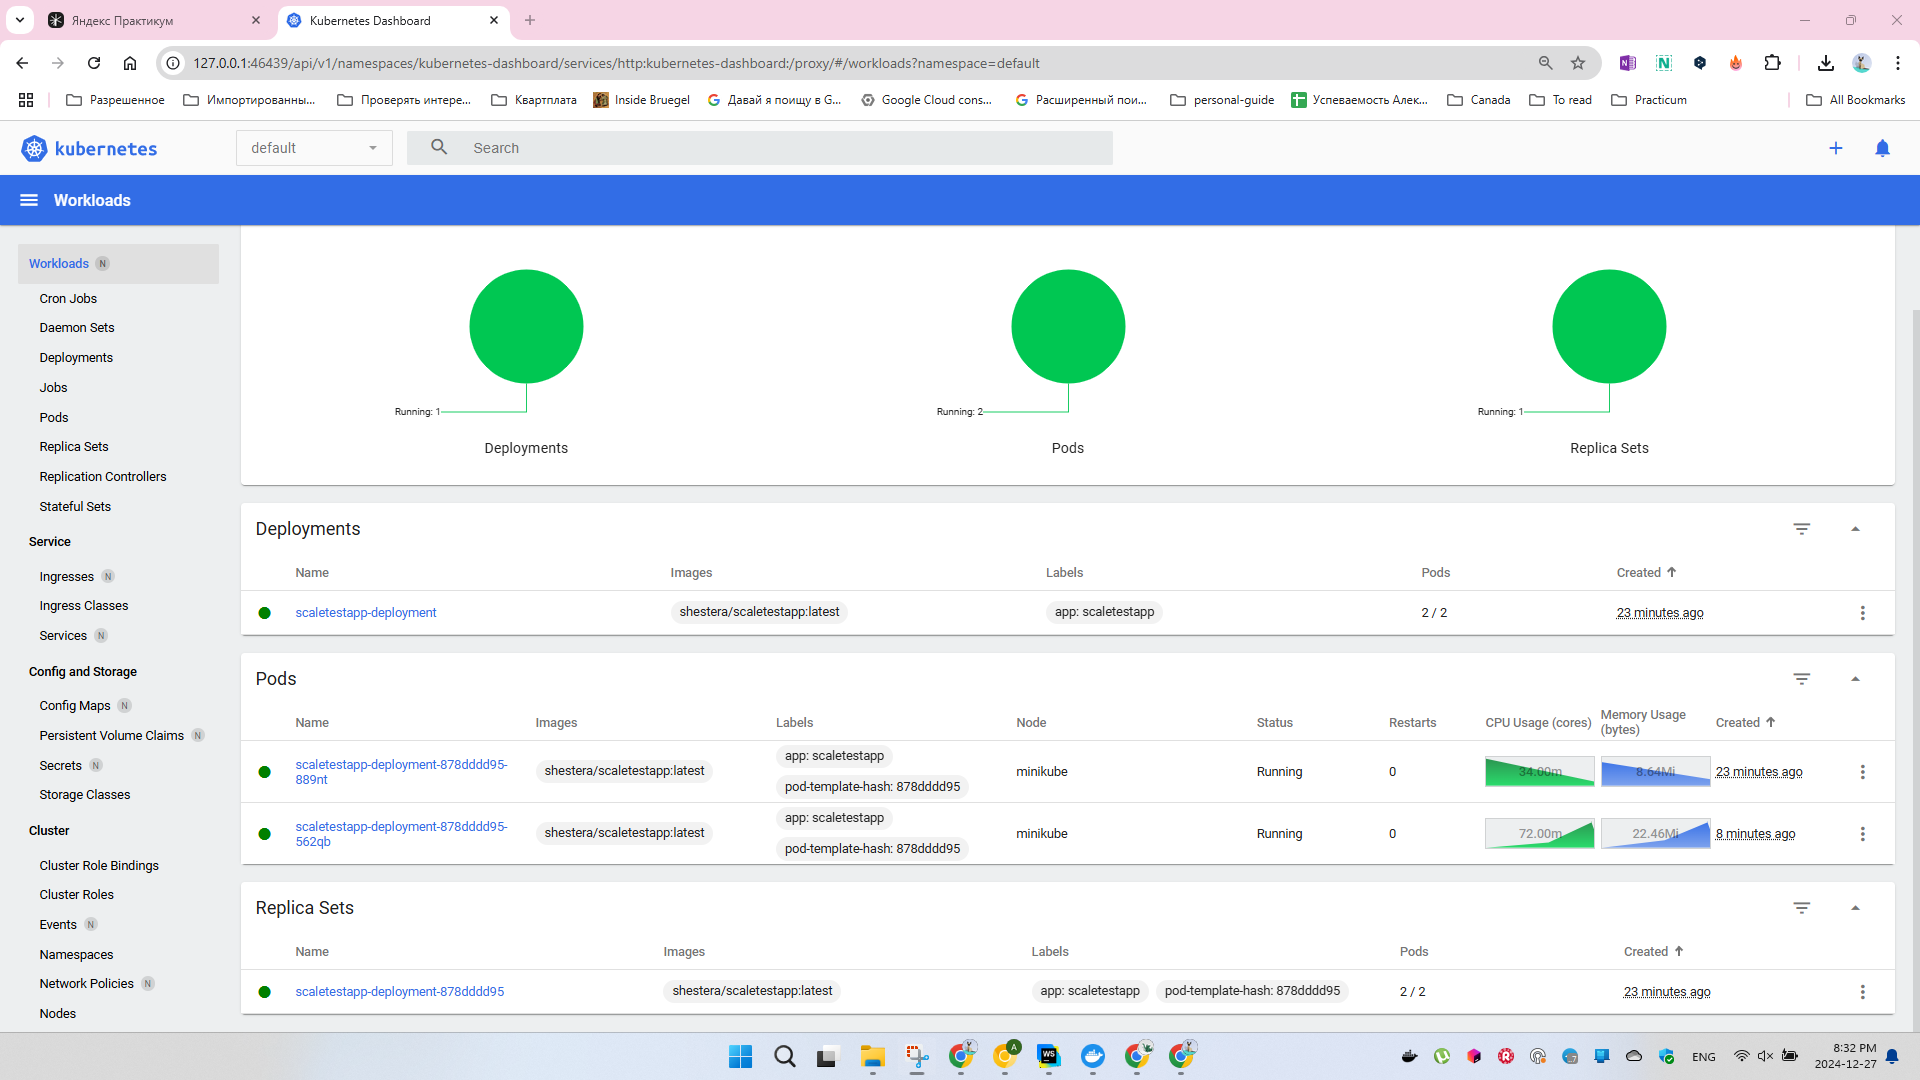 Яндекс Практикум
Kubernetes Dashboard
127.0.0.1:46439/api/v1/namespaces/kubernetes-dashboard/services/http:kubernetes-dashboard:/proxy/#/workloads?namespace=default
Разрешенное
Импортированны...
Проверять интере...
Квартплата
Inside Bruegel
Давай я поищу в G...
Google Cloud cons...
Расширенный пои...
personal-guide
Успеваемость Алек...
Canada
To read
Practicum
All Bookmarks
kubernetes
default
Search
Workloads
Workloads N
Cron Jobs
Daemon Sets
Deployments
Jobs
Pods
Replica Sets
Replication Controllers
Stateful Sets
Service
Ingresses N
Ingress Classes
Services N
Config and Storage
Config Maps N
Persistent Volume Claims N
Secrets N
Storage Classes
Cluster
Cluster Role Bindings
Cluster Roles
Events N
Namespaces
Network Policies N
Nodes
Running: 1
Deployments
Running: 2
Pods
Running: 1
Replica Sets
Deployments
Name Images Labels Pods Created
scaletestapp-deployment shestera/scaletestapp:latest app: scaletestapp 2 / 2 23 minutes ago
Pods
Name Images Labels Node Status Restarts CPU Usage (cores) Memory Usage (bytes) Created
scaletestapp-deployment-878dddd95-889nt shestera/scaletestapp:latest app: scaletestapp pod-template-hash: 878dddd95 minikube Running 0 34.00m 8.64Mi 23 minutes ago
scaletestapp-deployment-878dddd95-562qb shestera/scaletestapp:latest app: scaletestapp pod-template-hash: 878dddd95 minikube Running 0 72.00m 22.46Mi 8 minutes ago
Replica Sets
Name Images Labels Pods Created
scaletestapp-deployment-878dddd95 shestera/scaletestapp:latest app: scaletestapp pod-template-hash: 878dddd95 2 / 2 23 minutes ago
A
WS
ENG
8:32 PM
2024-12-27